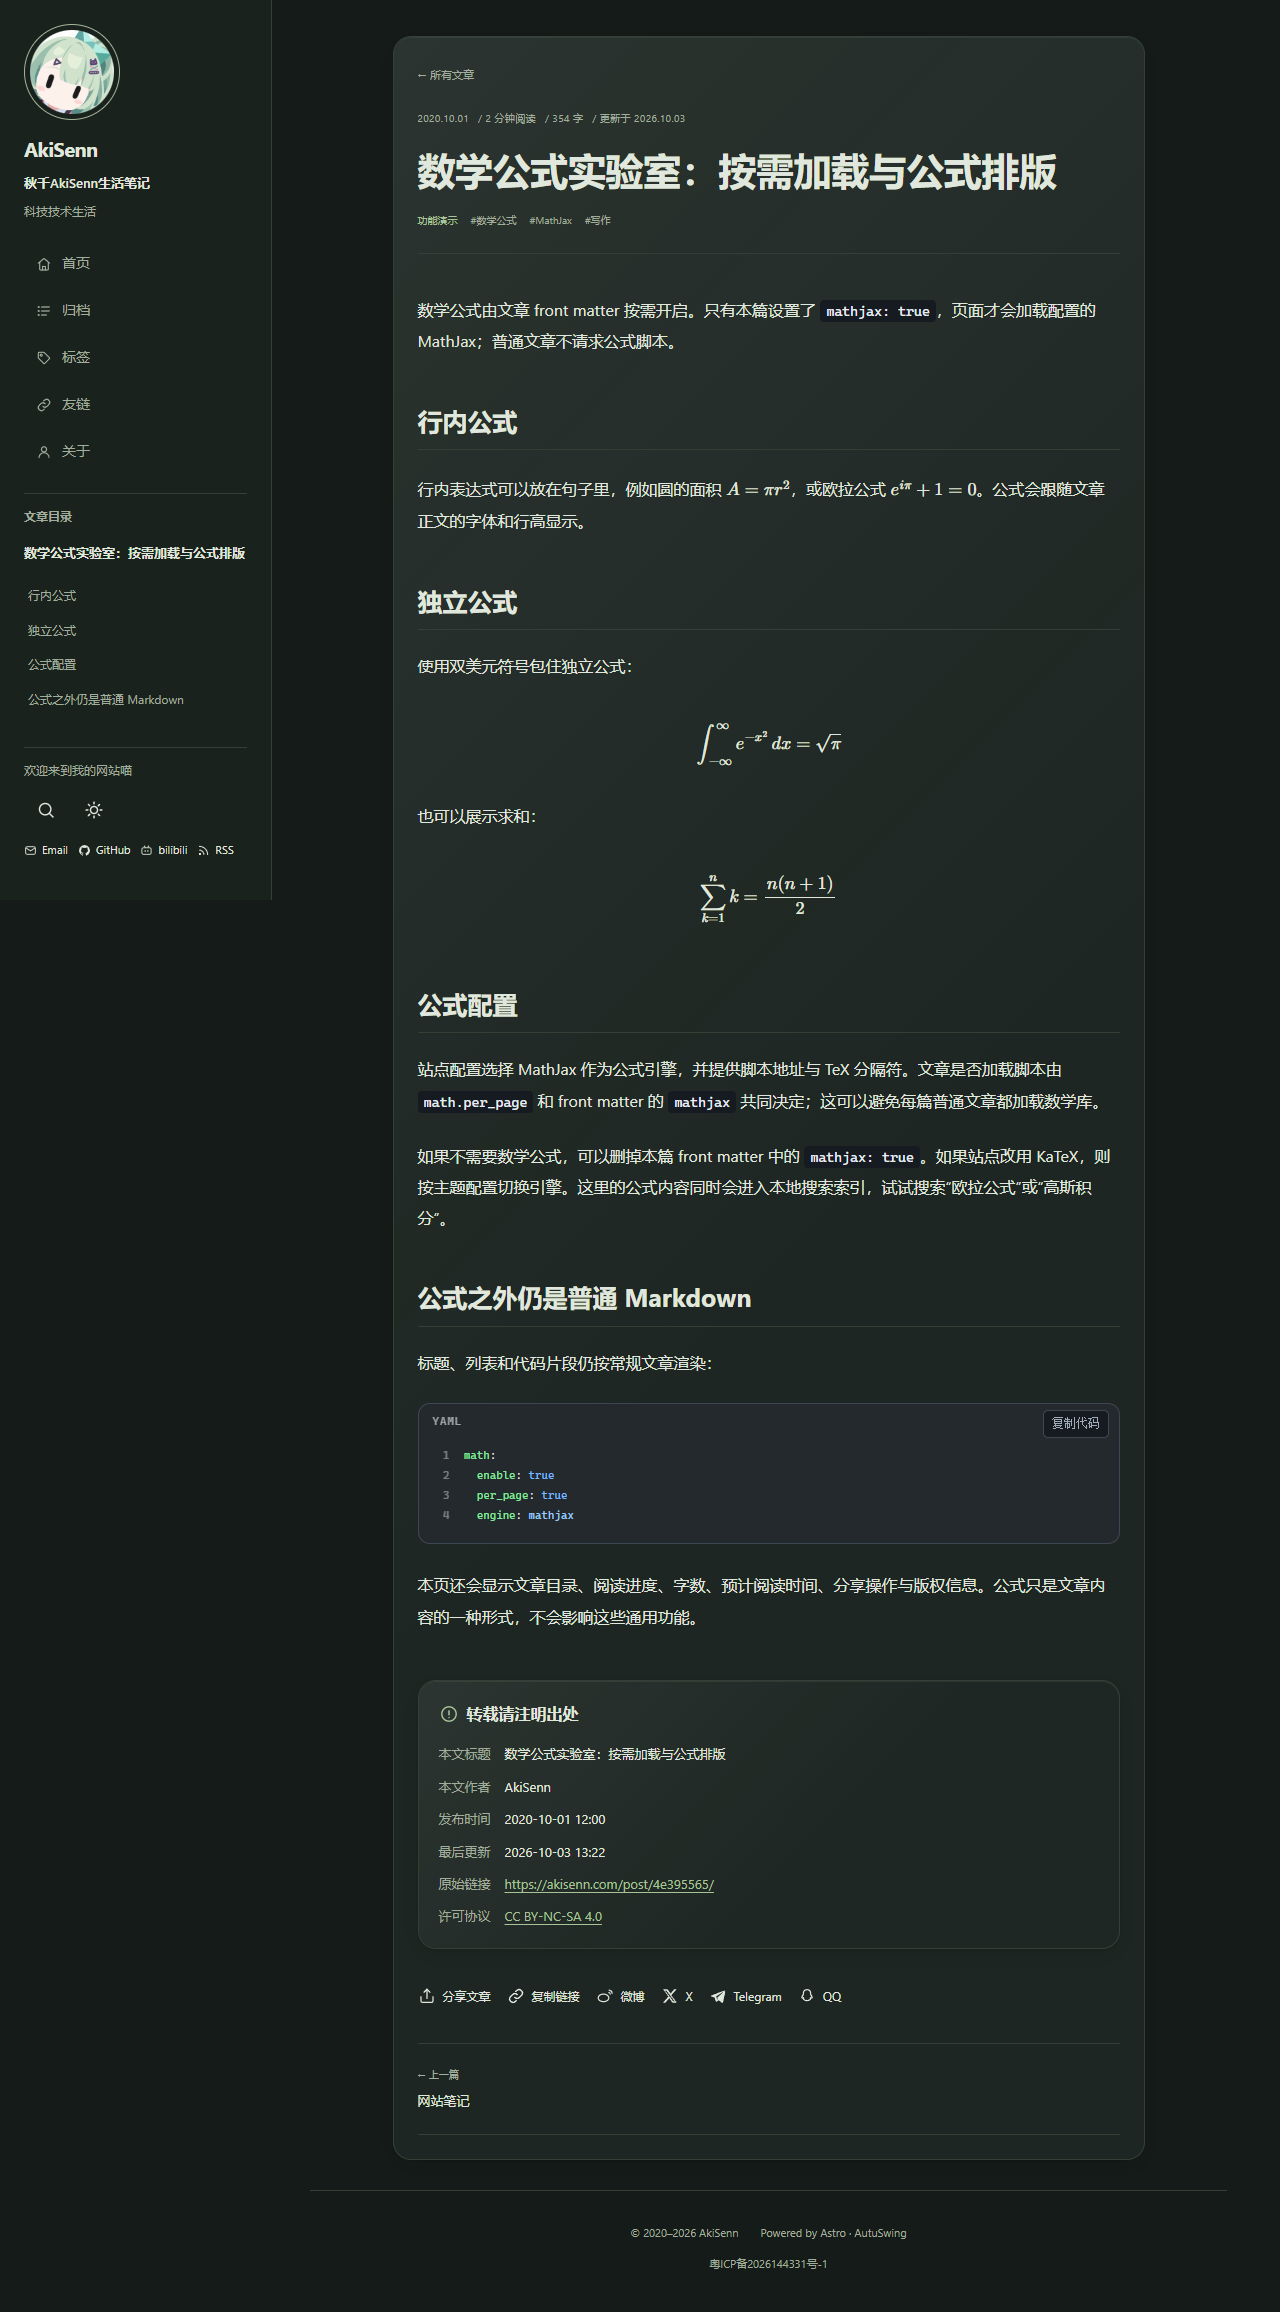 AkiSenn
秋千AkiSenn生活笔记
科技技术生活
首页
归档
标签
友链
关于
文章目录
数学公式实验室：按需加载与公式排版
行内公式
独立公式
公式配置
公式之外仍是普通 Markdown
欢迎来到我的网站喵
Email GitHub bilibili RSS
← 所有文章
2020.10.01 / 2 分钟阅读 / 354 字 / 更新于 2026.10.03
数学公式实验室：按需加载与公式排版
功能演示 #数学公式 #MathJax #写作
数学公式由文章 front matter 按需开启。只有本篇设置了 mathjax: true，页面才会加载配置的
MathJax；普通文章不请求公式脚本。
行内公式
行内表达式可以放在句子里，例如圆的面积 A = πr²，或欧拉公式 e^{iπ} + 1 = 0。公式会跟随文章
正文的字体和行高显示。
独立公式
使用双美元符号包住独立公式：
∫_{−∞}^{∞} e^{−x²} dx = √π
也可以展示求和：
∑_{k=1}^{n} k = n(n + 1)/2
公式配置
站点配置选择 MathJax 作为公式引擎，并提供脚本地址与 TeX 分隔符。文章是否加载脚本由
math.per_page 和 front matter 的 mathjax 共同决定；这可以避免每篇普通文章都加载数学库。
如果不需要数学公式，可以删掉本篇 front matter 中的 mathjax: true。如果站点改用 KaTeX，则
按主题配置切换引擎。这里的公式内容同时会进入本地搜索索引，试试搜索“欧拉公式”或“高斯积
分”。
公式之外仍是普通 Markdown
标题、列表和代码片段仍按常规文章渲染：
YAML 复制代码
1 math:
2   enable: true
3   per_page: true
4   engine: mathjax
本页还会显示文章目录、阅读进度、字数、预计阅读时间、分享操作与版权信息。公式只是文章内
容的一种形式，不会影响这些通用功能。
转载请注明出处
本文标题 数学公式实验室：按需加载与公式排版
本文作者 AkiSenn
发布时间 2020-10-01 12:00
最后更新 2026-10-03 13:22
原始链接 https://akisenn.com/post/4e395565/
许可协议 CC BY-NC-SA 4.0
分享文章 复制链接 微博 X Telegram QQ
← 上一篇
网站笔记
© 2020–2026 AkiSenn Powered by Astro · AutuSwing
粤ICP备2026144331号-1